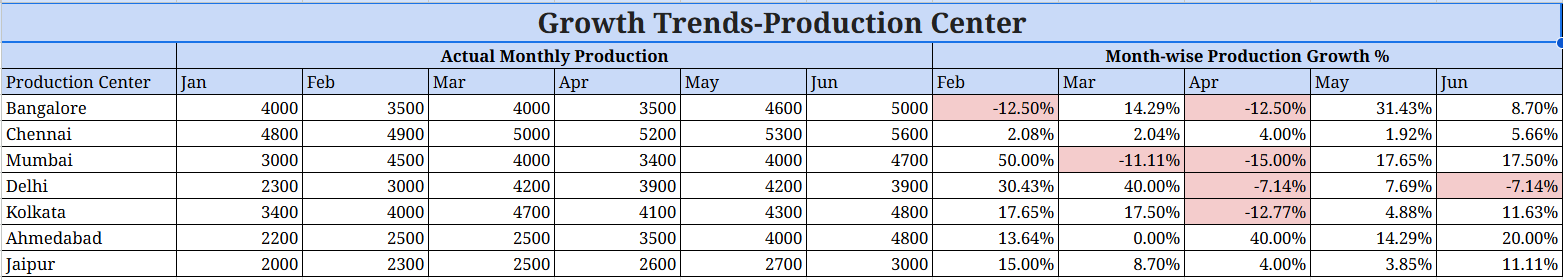 Growth Trends-Production Center
Actual Monthly Production Month-wise Production Growth %
Production Center Jan Feb Mar Apr May Jun Feb Mar Apr May Jun
Bangalore 4000 3500 4000 3500 4600 5000 -12.50% 14.29% -12.50% 31.43% 8.70%
Chennai 4800 4900 5000 5200 5300 5600 2.08% 2.04% 4.00% 1.92% 5.66%
Mumbai 3000 4500 4000 3400 4000 4700 50.00% -11.11% -15.00% 17.65% 17.50%
Delhi 2300 3000 4200 3900 4200 3900 30.43% 40.00% -7.14% 7.69% -7.14%
Kolkata 3400 4000 4700 4100 4300 4800 17.65% 17.50% -12.77% 4.88% 11.63%
Ahmedabad 2200 2500 2500 3500 4000 4800 13.64% 0.00% 40.00% 14.29% 20.00%
Jaipur 2000 2300 2500 2600 2700 3000 15.00% 8.70% 4.00% 3.85% 11.11%